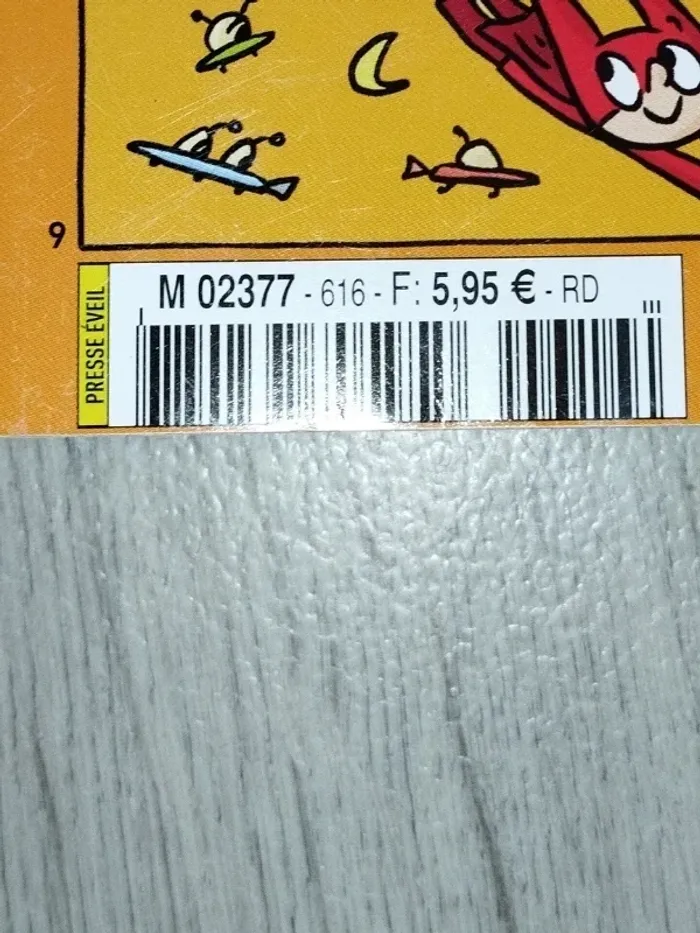 9
PRESSE ÉVEIL
M 02377 - 616 - F: 5,95 € - RD